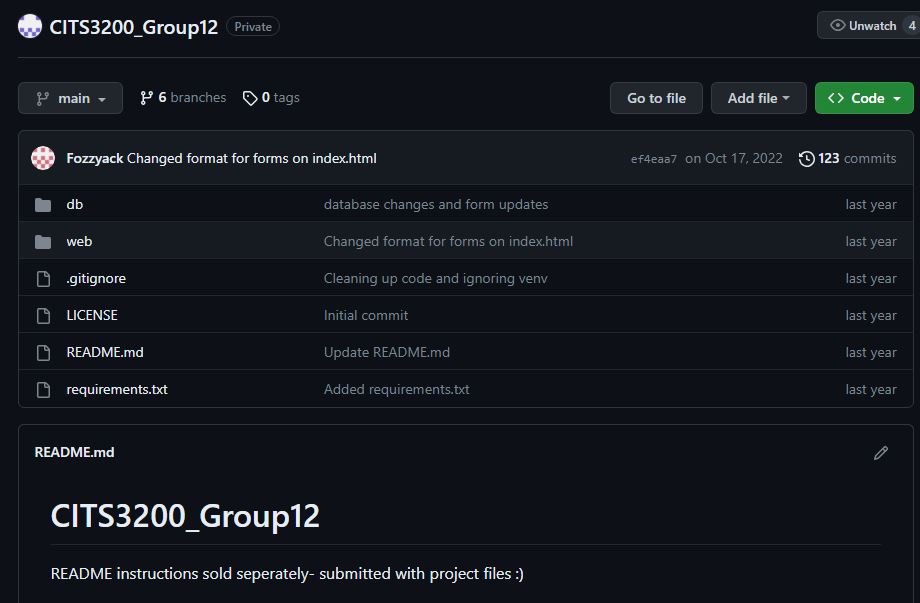 CITS3200_Group12 Private Unwatch 4
main 6 branches 0 tags Go to file Add file Code
Fozzyack Changed format for forms on index.html ef4eaa7 on Oct 17, 2022 123 commits
db database changes and form updates last year
web Changed format for forms on index.html last year
.gitignore Cleaning up code and ignoring venv last year
LICENSE Initial commit last year
README.md Update README.md last year
requirements.txt Added requirements.txt last year
README.md
CITS3200_Group12
README instructions sold seperately- submitted with project files :)